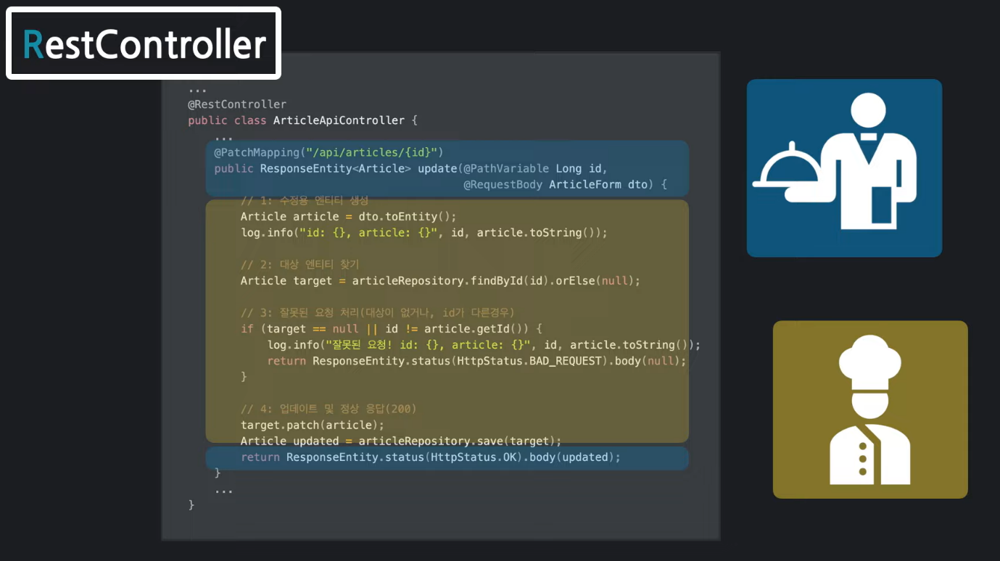 RestController
...
@RestController
public class ArticleApiController {
...
@PatchMapping("/api/articles/{id}")
public ResponseEntity<Article> update(@PathVariable Long id,
@RequestBody ArticleForm dto) {
// 1: 수정용 엔티티 생성
Article article = dto.toEntity();
log.info("id: {}, article: {}", id, article.toString());
// 2: 대상 엔티티 찾기
Article target = articleRepository.findById(id).orElse(null);
// 3: 잘못된 요청 처리(대상이 없거나, id가 다른경우)
if (target == null || id != article.getId()) {
log.info("잘못된 요청! id: {}, article: {}", id, article.toString());
return ResponseEntity.status(HttpStatus.BAD_REQUEST).body(null);
}
// 4: 업데이트 및 정상 응답(200)
target.patch(article);
Article updated = articleRepository.save(target);
return ResponseEntity.status(HttpStatus.OK).body(updated);
}
...
}